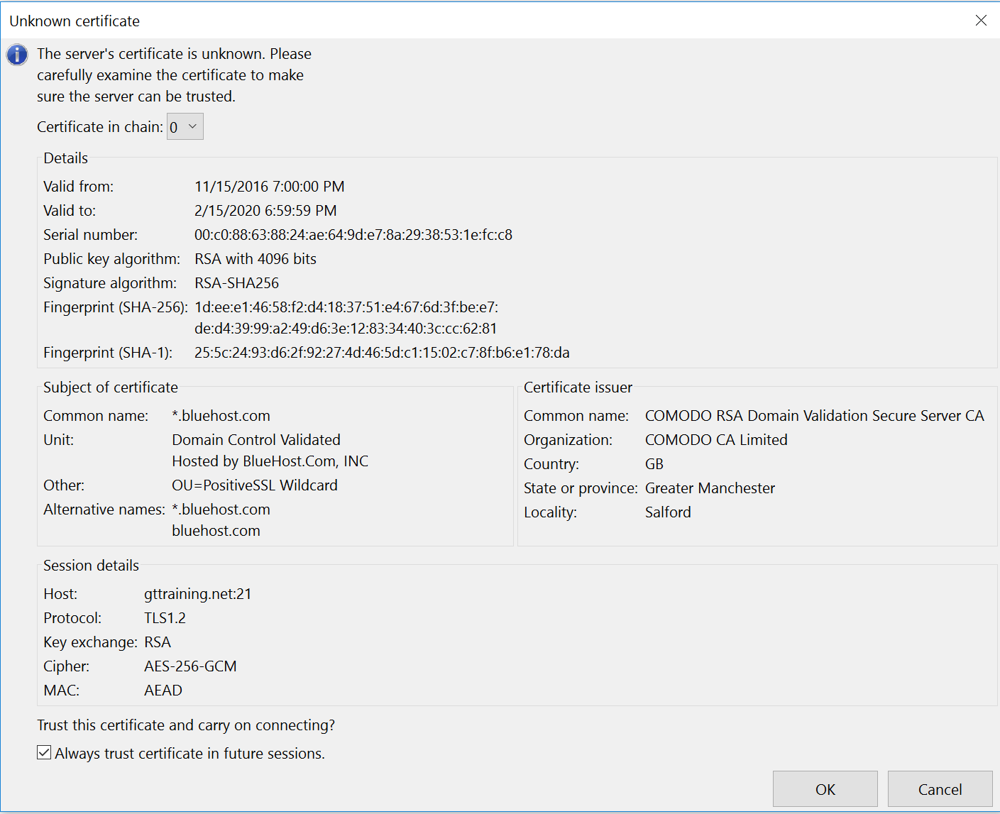 Unknown certificate
The server's certificate is unknown. Please
carefully examine the certificate to make
sure the server can be trusted.
Certificate in chain: 0
Details
Valid from: 11/15/2016 7:00:00 PM
Valid to: 2/15/2020 6:59:59 PM
Serial number: 00:c0:88:63:88:24:ae:64:9d:e7:8a:29:38:53:1e:fc:c8
Public key algorithm: RSA with 4096 bits
Signature algorithm: RSA-SHA256
Fingerprint (SHA-256): 1d:ee:e1:46:58:f2:d4:18:37:51:e4:67:6d:3f:be:e7:
de:d4:39:99:a2:49:d6:3e:12:83:34:40:3c:cc:62:81
Fingerprint (SHA-1): 25:5c:24:93:d6:2f:92:27:4d:46:5d:c1:15:02:c7:8f:b6:e1:78:da
Subject of certificate
Common name: *.bluehost.com
Unit: Domain Control Validated
Hosted by BlueHost.Com, INC
Other: OU=PositiveSSL Wildcard
Alternative names: *.bluehost.com
bluehost.com
Certificate issuer
Common name: COMODO RSA Domain Validation Secure Server CA
Organization: COMODO CA Limited
Country: GB
State or province: Greater Manchester
Locality: Salford
Session details
Host: gttraining.net:21
Protocol: TLS1.2
Key exchange: RSA
Cipher: AES-256-GCM
MAC: AEAD
Trust this certificate and carry on connecting?
Always trust certificate in future sessions.
OK Cancel